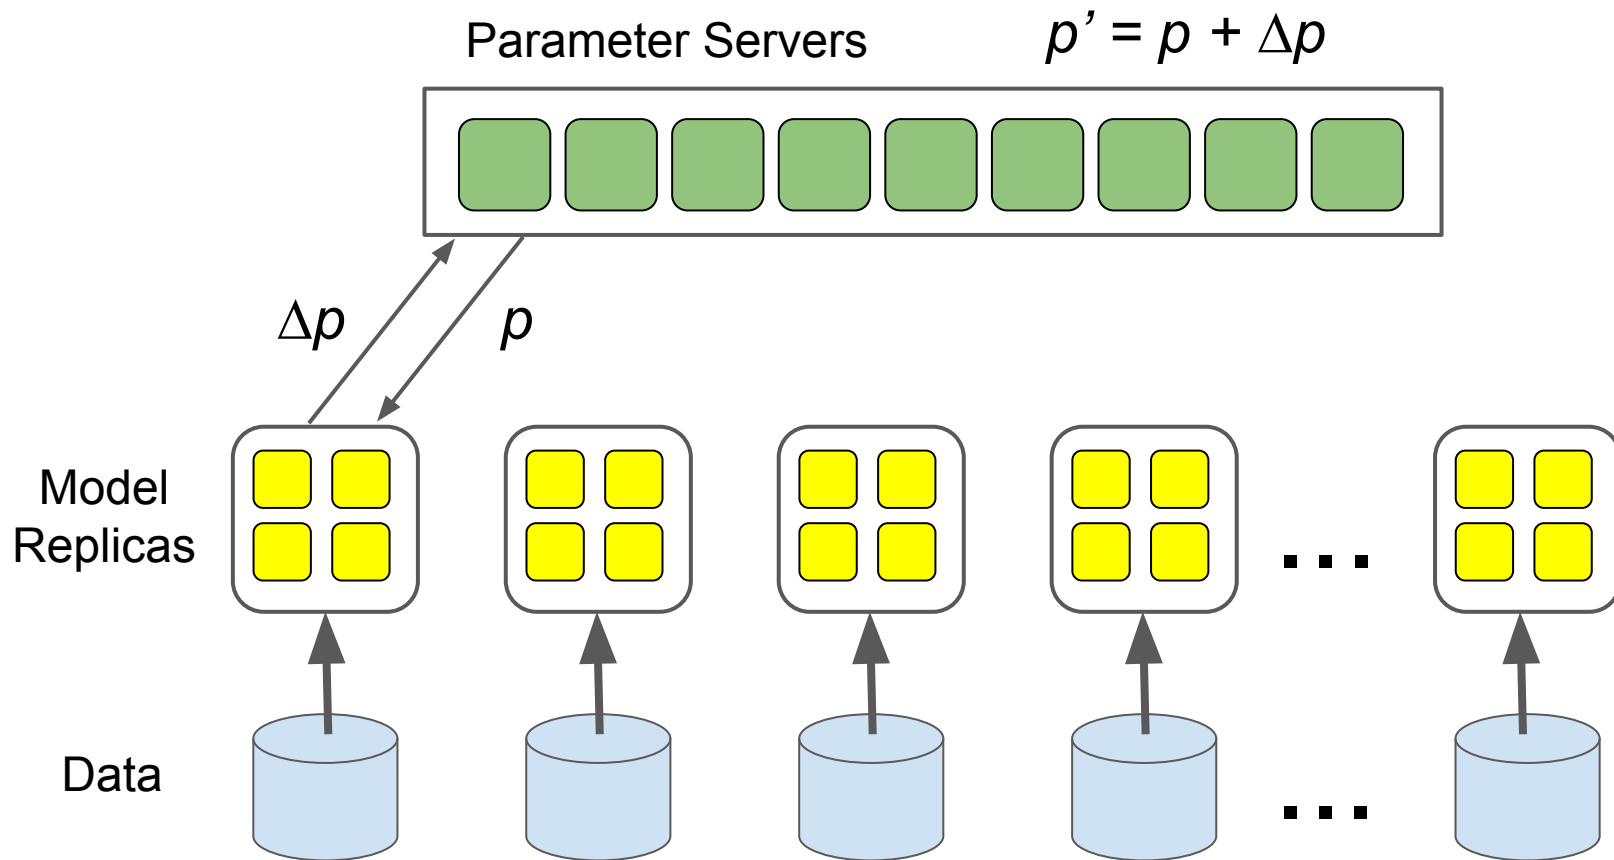 Parameter Servers
p’ = p + Δp
Δp
p
Model
Replicas
...
Data
...